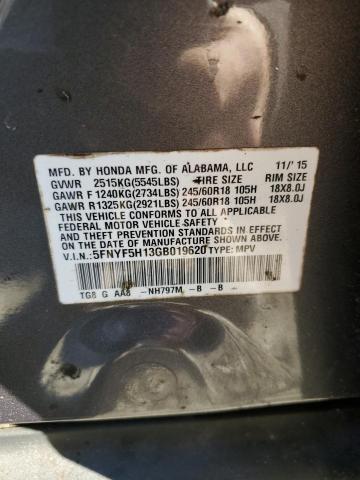 MFD. BY HONDA MFG. OF ALABAMA, LLC 11/'15
GVWR 2515KG(5545LBS) TIRE SIZE RIM SIZE
GAWR F 1240KG(2734LBS) 245/60R18 105H 18X8.0J
GAWR R 1325KG(2921LBS) 245/60R18 105H 18X8.0J
THIS VEHICLE CONFORMS TO ALL APPLICABLE
FEDERAL MOTOR VEHICLE SAFETY
STANDARDS IN EFFECT
ON THE DATE OF MANUFACTURE SHOWN ABOVE.
V.I.N.: 5FNYF5H13GB019620 TYPE: MPV
TG8 G AA8 -NH797M -B -B -